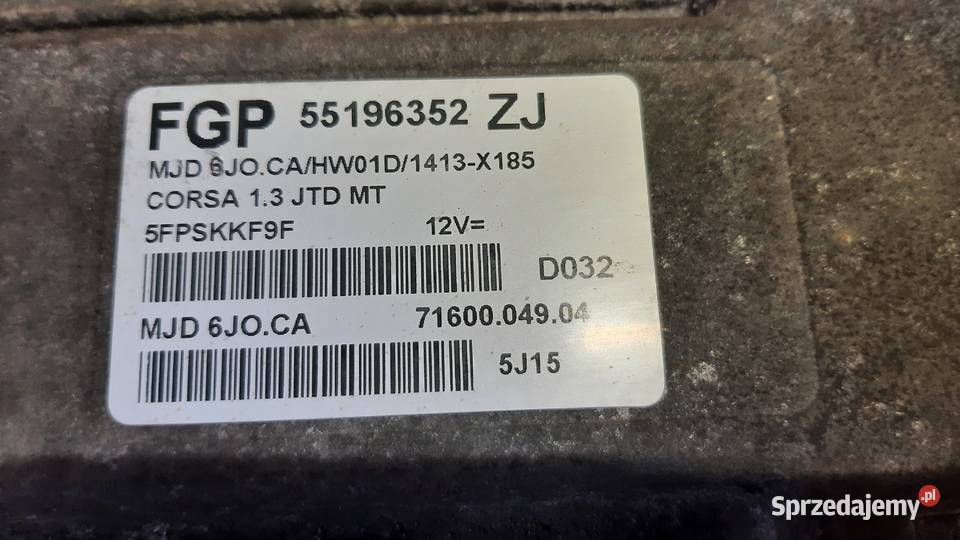 FGP 55196352 ZJ
MJD 6JO.CA/HW01D/1413-X185
CORSA 1.3 JTD MT
5FPSKKF9F 12V=
D032
MJD 6JO.CA 71600.049.04
5J15
Sprzedajemy.pl